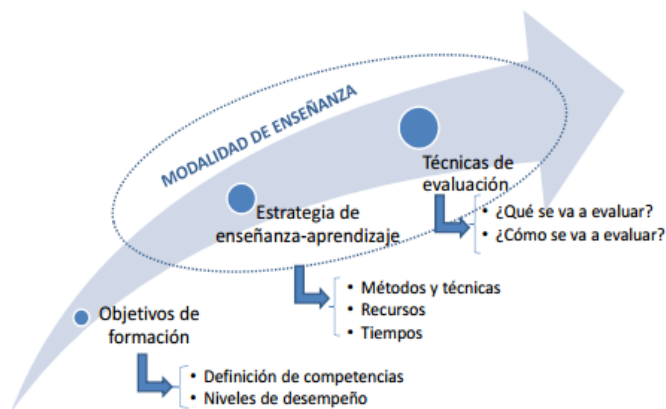 MODALIDAD DE ENSEÑANZA
Técnicas de
evaluación
• ¿Qué se va a evaluar?
• ¿Cómo se va a evaluar?
Estrategia de
enseñanza-aprendizaje
• Métodos y técnicas
• Recursos
• Tiempos
Objetivos de
formación
• Definición de competencias
• Niveles de desempeño